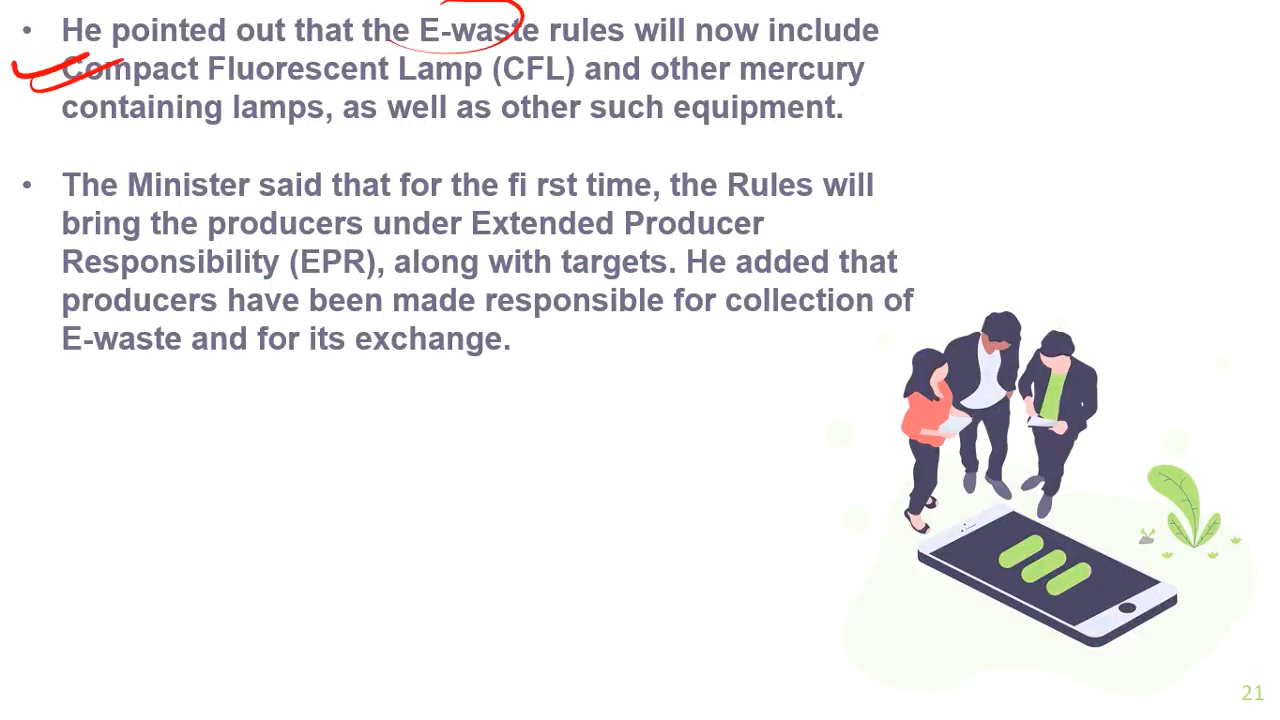 • He pointed out that the E-waste rules will now include
Compact Fluorescent Lamp (CFL) and other mercury
containing lamps, as well as other such equipment.
• The Minister said that for the fi rst time, the Rules will
bring the producers under Extended Producer
Responsibility (EPR), along with targets. He added that
producers have been made responsible for collection of
E-waste and for its exchange.
21